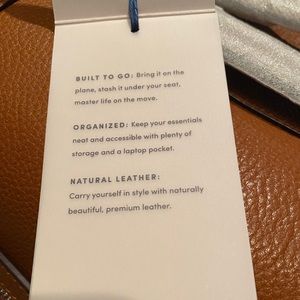 BUILT TO GO: Bring it on the
plane, stash it under your seat,
master life on the move.
ORGANIZED: Keep your essentials
neat and accessible with plenty of
storage and a laptop pocket.
NATURAL LEATHER:
Carry yourself in style with naturally
beautiful, premium leather.